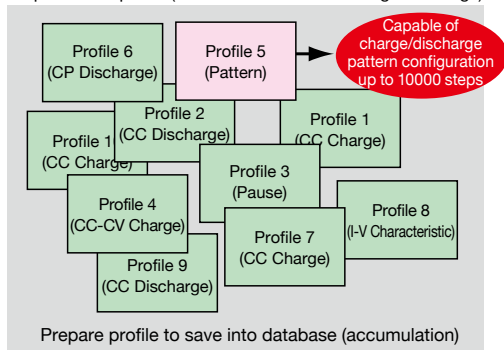 Profile 6
(CP Discharge)
Profile 5
(Pattern)
Capable of
charge/discharge
pattern configuration
up to 10000 steps
Profile 2
(CC Discharge)
Profile 1
(CC Charge)
Profile 1
(CC Charge)
Profile 3
(Pause)
Profile 4
(CC-CV Charge)
Profile 8
(I-V Characteristic)
Profile 7
(CC Charge)
Profile 9
(CC Discharge)
Prepare profile to save into database (accumulation)